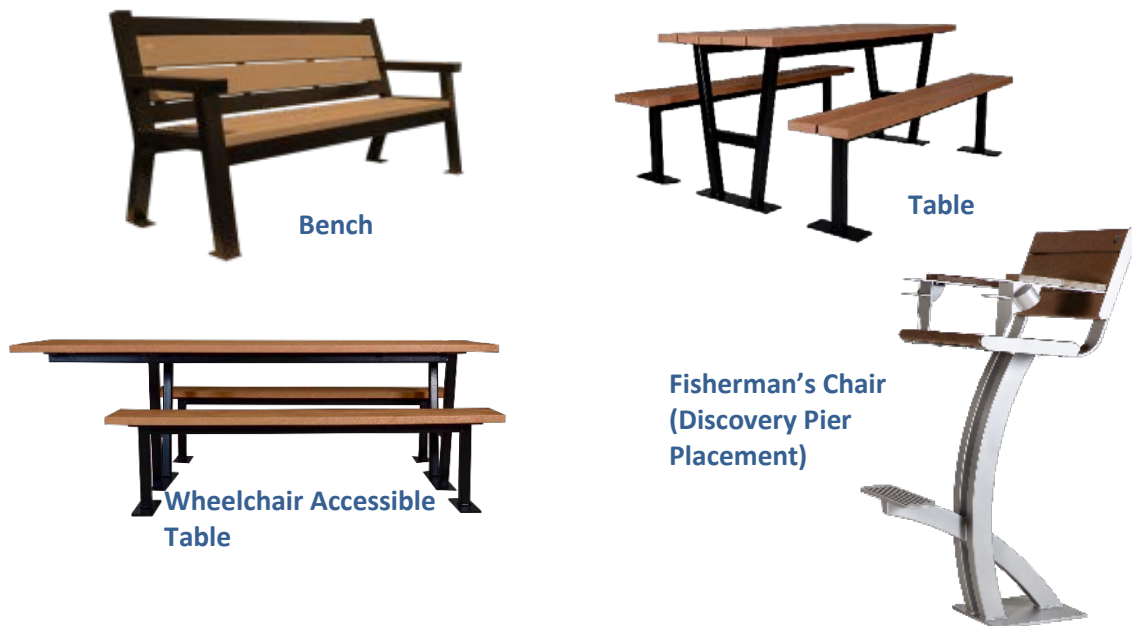 Bench
Table
Fisherman’s Chair
(Discovery Pier
Placement)
Wheelchair Accessible
Table